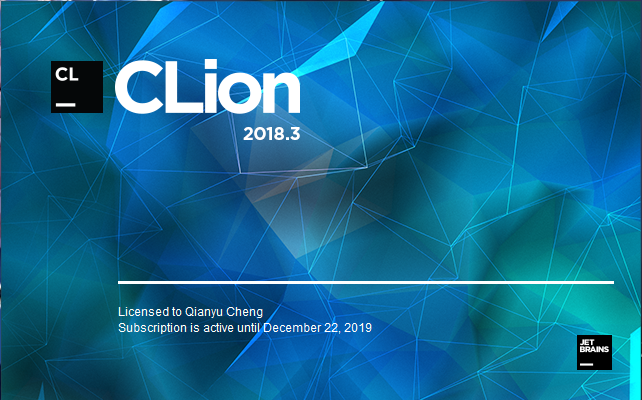 CL
CLion
2018.3
Licensed to Qianyu Cheng
Subscription is active until December 22, 2019
JET
BRAINS